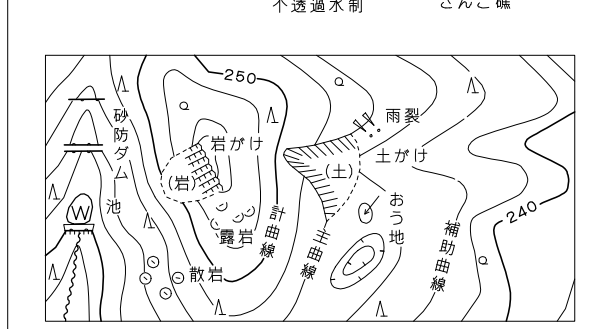 不透過水制
さんご礁
250
雨裂
砂防ダム
岩がけ
土がけ
(岩)
(土)
池
W
おう地
露岩
計曲線
主曲線
補助曲線
240
散岩